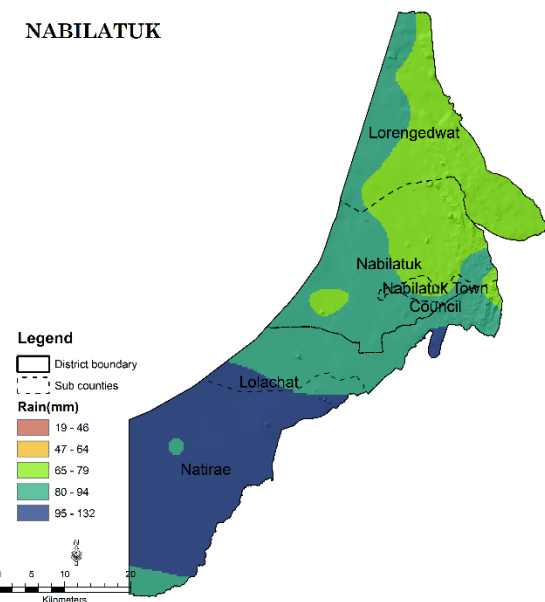 NABILATUK
Lorengedwat
Nabilatuk
Nabilatuk Town
Council
Lolachat
Natirae
Legend
District boundary
Sub counties
Rain(mm)
19 - 46
47 - 64
65 - 79
80 - 94
95 - 132
5 10 20
Kilometers